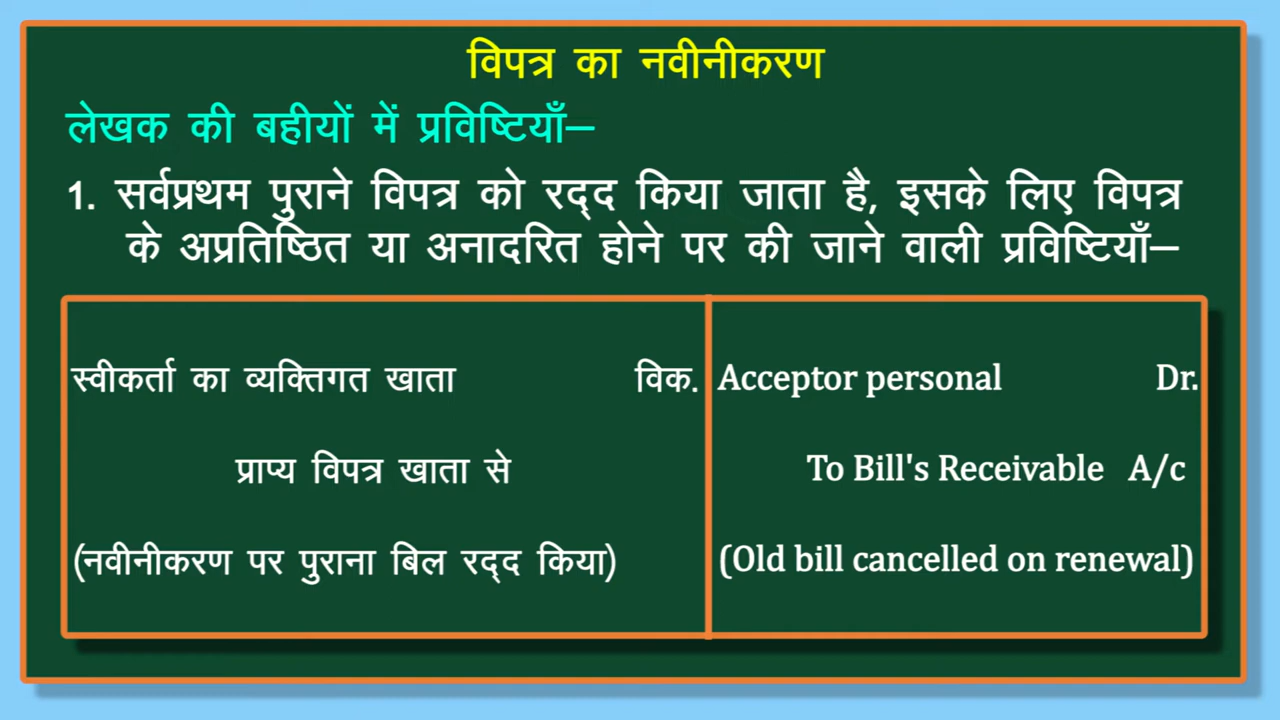 विपत्र का नवीनीकरण
लेखक की बहीयों में प्रविष्टियाँ–
1. सर्वप्रथम पुराने विपत्र को रद्द किया जाता है, इसके लिए विपत्र
के अप्रतिष्ठित या अनादरित होने पर की जाने वाली प्रविष्टियाँ–
स्वीकर्ता का व्यक्तिगत खाता विक.
प्राप्य विपत्र खाता से
(नवीनीकरण पर पुराना बिल रद्द किया)
Acceptor personal Dr.
To Bill's Receivable A/c
(Old bill cancelled on renewal)